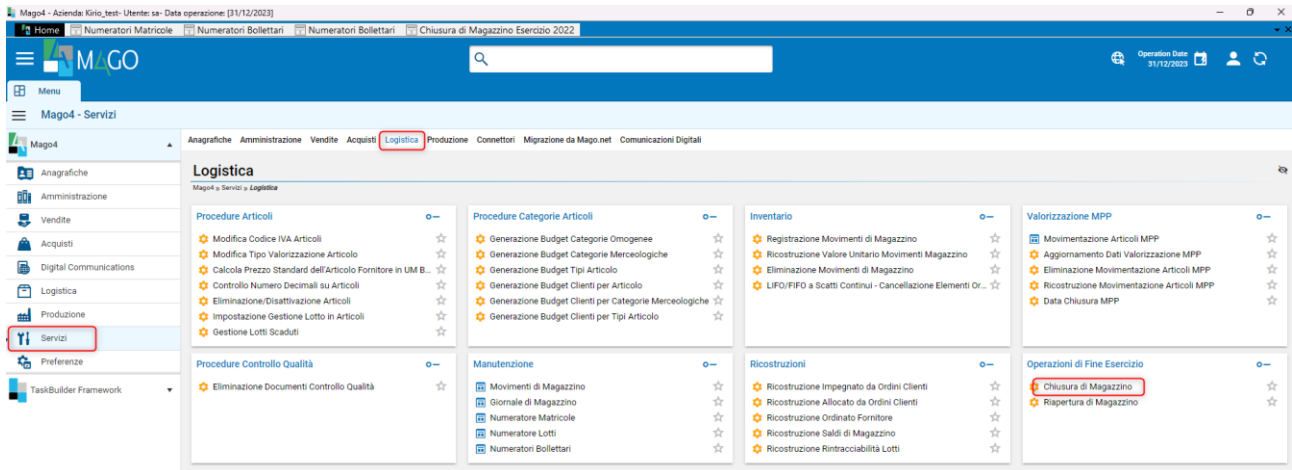 Mago4 - Azienda: Kirio_test- Utente: sa- Data operazione: [31/12/2023]
Home Numeratori Matricole Numeratori Bollettari Numeratori Bollettari Chiusura di Magazzino Esercizio 2022
MAGO
Operation Date
31/12/2023
Menu
Mago4 - Servizi
Mago4
Anagrafiche Amministrazione Vendite Acquisti Logistica Produzione Connettori Migrazione da Mago.net Comunicazioni Digitali
Anagrafiche
Amministrazione
Vendite
Acquisti
Digital Communications
Logistica
Produzione
Servizi
Preferenze
TaskBuilder Framework
Logistica
Mago4 » Servizi » Logistica
Procedure Articoli
Modifica Codice IVA Articoli
Modifica Tipo Valorizzazione Articolo
Calcola Prezzo Standard dell'Articolo Fornitore in UM B...
Controllo Numero Decimali su Articoli
Eliminazione/Disattivazione Articoli
Impostazione Gestione Lotto in Articoli
Gestione Lotti Scaduti
Procedure Categorie Articoli
Generazione Budget Categorie Omogenee
Generazione Budget Categorie Merceologiche
Generazione Budget Tipi Articolo
Generazione Budget Clienti per Articolo
Generazione Budget Clienti per Categorie Merceologiche
Generazione Budget Clienti per Tipi Articolo
Inventario
Registrazione Movimenti di Magazzino
Ricostruzione Valore Unitario Movimenti Magazzino
Eliminazione Movimenti di Magazzino
LIFO/FIFO a Scatti Continui - Cancellazione Elementi Or...
Valorizzazione MPP
Movimentazione Articoli MPP
Aggiornamento Dati Valorizzazione MPP
Eliminazione Movimentazione Articoli MPP
Ricostruzione Movimentazione Articoli MPP
Data Chiusura MPP
Procedure Controllo Qualità
Eliminazione Documenti Controllo Qualità
Manutenzione
Movimenti di Magazzino
Giornale di Magazzino
Numeratore Matricole
Numeratore Lotti
Numeratori Bollettari
Ricostruzioni
Ricostruzione Impegnato da Ordini Clienti
Ricostruzione Allocato da Ordini Clienti
Ricostruzione Ordinato Fornitore
Ricostruzione Saldi di Magazzino
Ricostruzione Rintracciabilità Lotti
Operazioni di Fine Esercizio
Chiusura di Magazzino
Riapertura di Magazzino